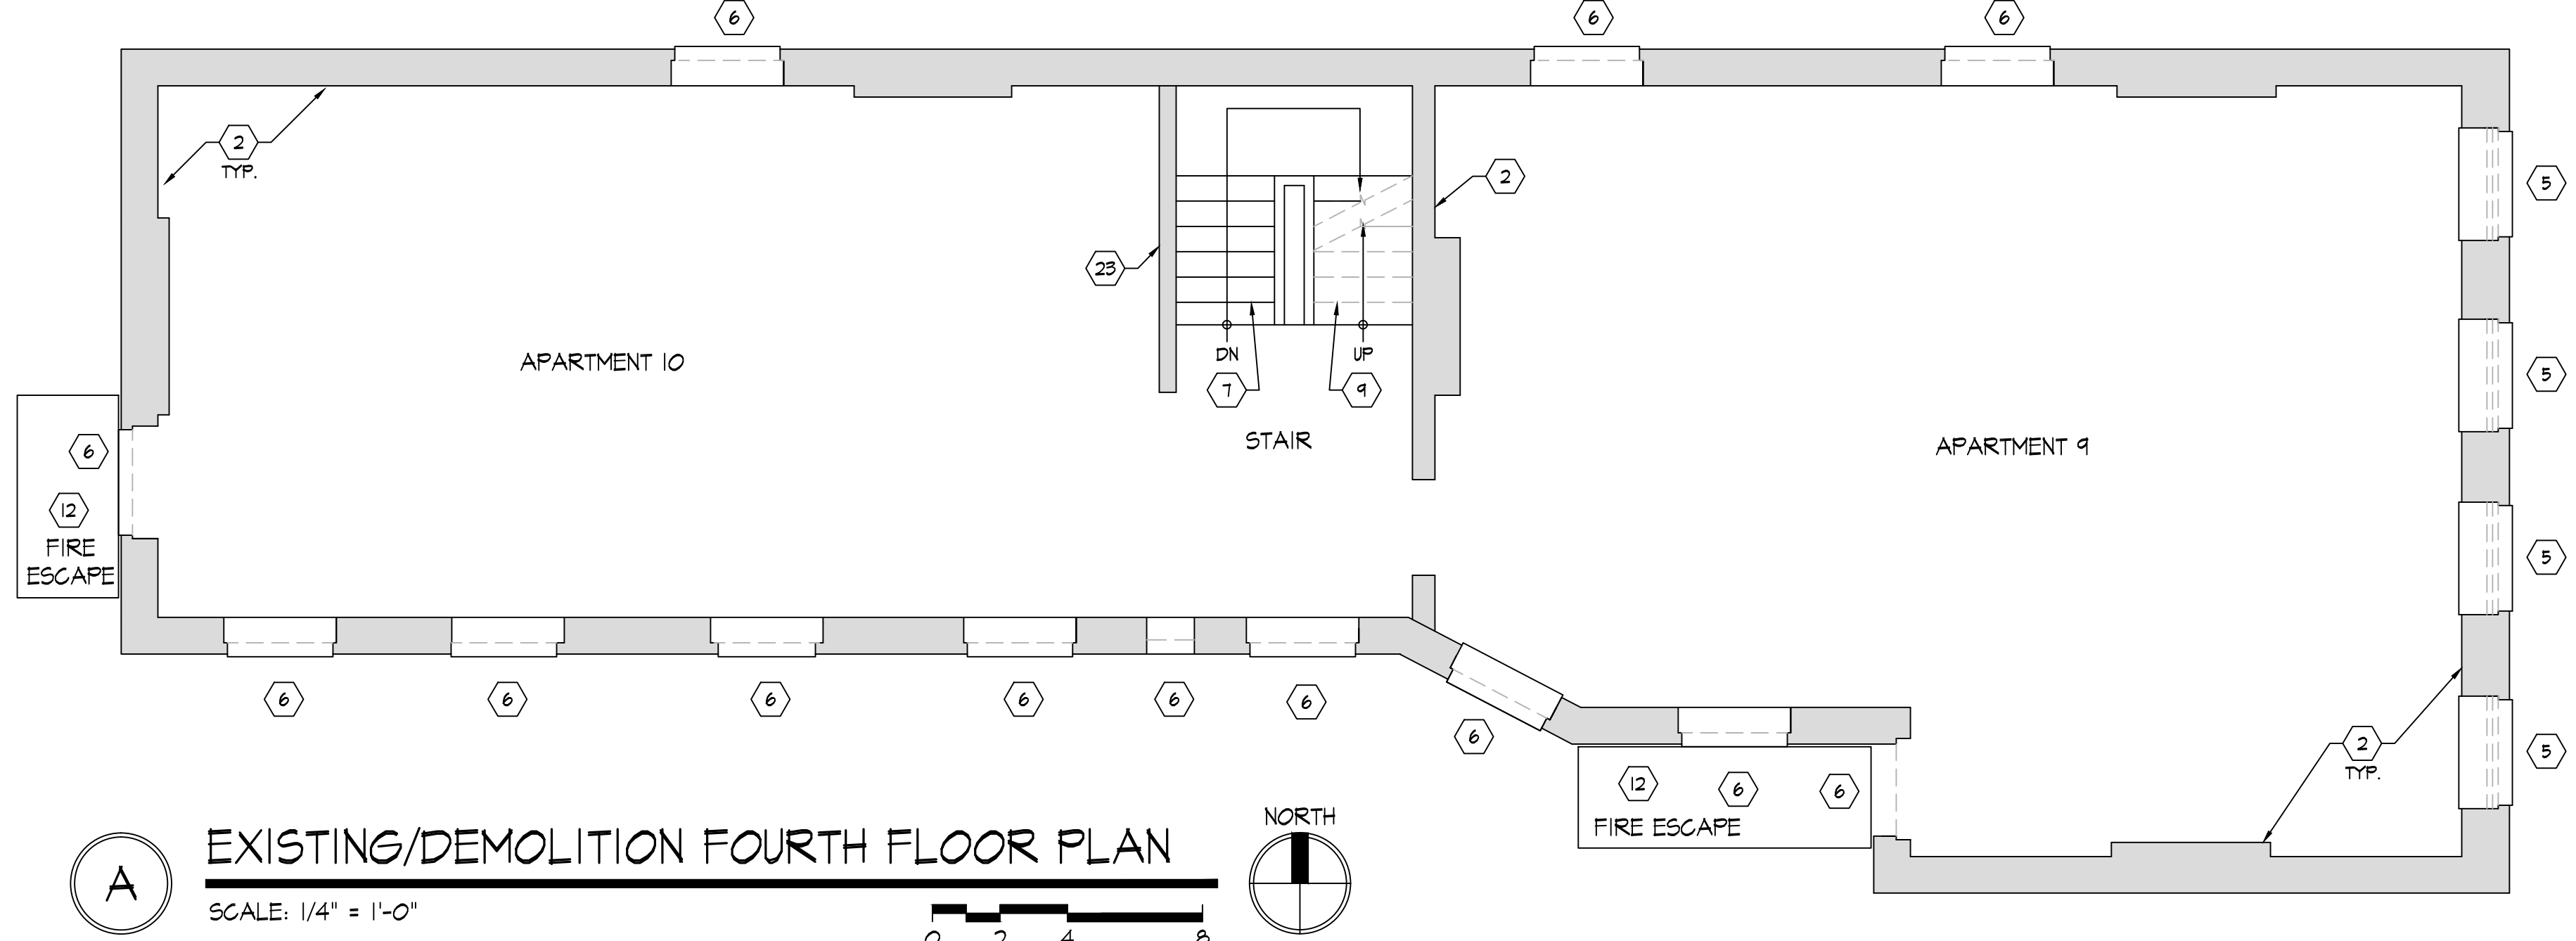 6 6 6
2
TYP.
2
5
23
APARTMENT 10
DN UP
7 9
5
STAIR
APARTMENT 9
6
12
FIRE
ESCAPE
5
6 6 6 6 6 6
6
2
TYP.
5
12 6 6
FIRE ESCAPE
A
EXISTING/DEMOLITION FOURTH FLOOR PLAN
SCALE: 1/4" = 1'-0"
0 2 4 8
NORTH